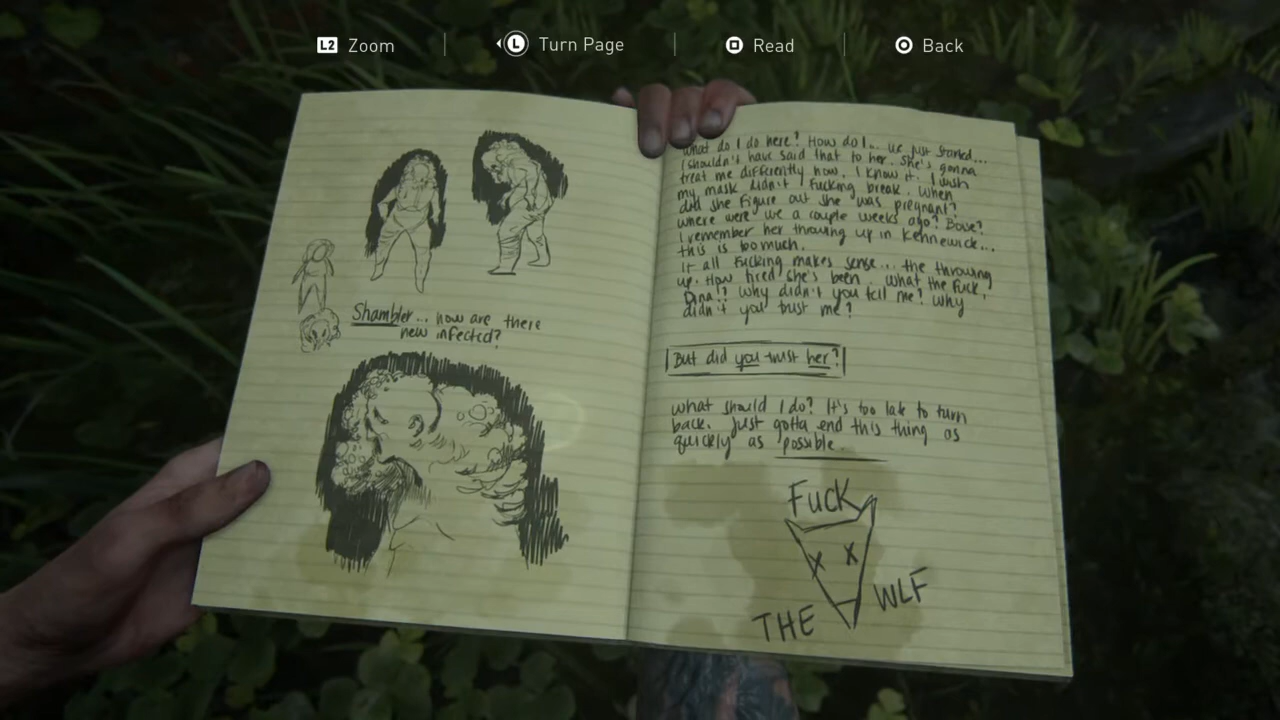 L2 Zoom
L Turn Page
Read
Back
Shambler... how are there
new infected?
What do I do here? How do I... we just started...
I shouldn't have said that to her. She's gonna
treat me differently now. I know it. I wish
my mask didn't fucking break. When
did she figure out she was pregnant?
where were we a couple weeks ago? Boise?
I remember her throwing up in Kennewick...
this is too much.
It all fucking makes sense... the throwing
up. How tired she's been. What the fuck,
Dina!? Why didn't you tell me? Why
didn't you trust me?
But did you trust her?
what should I do? It's too late to turn
back. Just gotta end this thing as
quickly as possible.
Fuck
THE
WLF